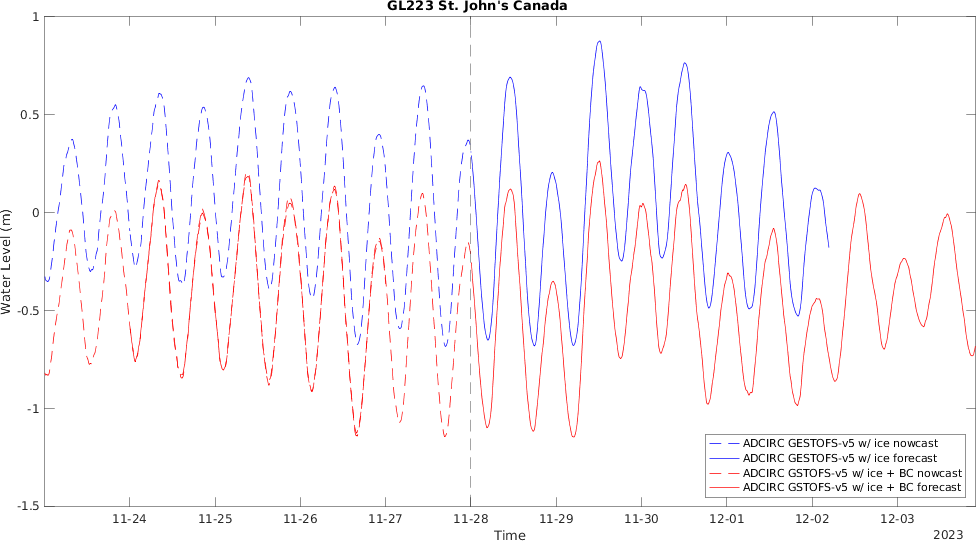 GL223 St. John's Canada
1
0.5
0
-0.5
-1
-1.5
Water Level (m)
ADCIRC GESTOFS-v5 w/ ice nowcast
ADCIRC GESTOFS-v5 w/ ice forecast
ADCIRC GSTOFS-v5 w/ ice + BC nowcast
ADCIRC GSTOFS-v5 w/ ice + BC forecast
11-24 11-25 11-26 11-27 11-28 11-29 11-30 12-01 12-02 12-03
Time
2023